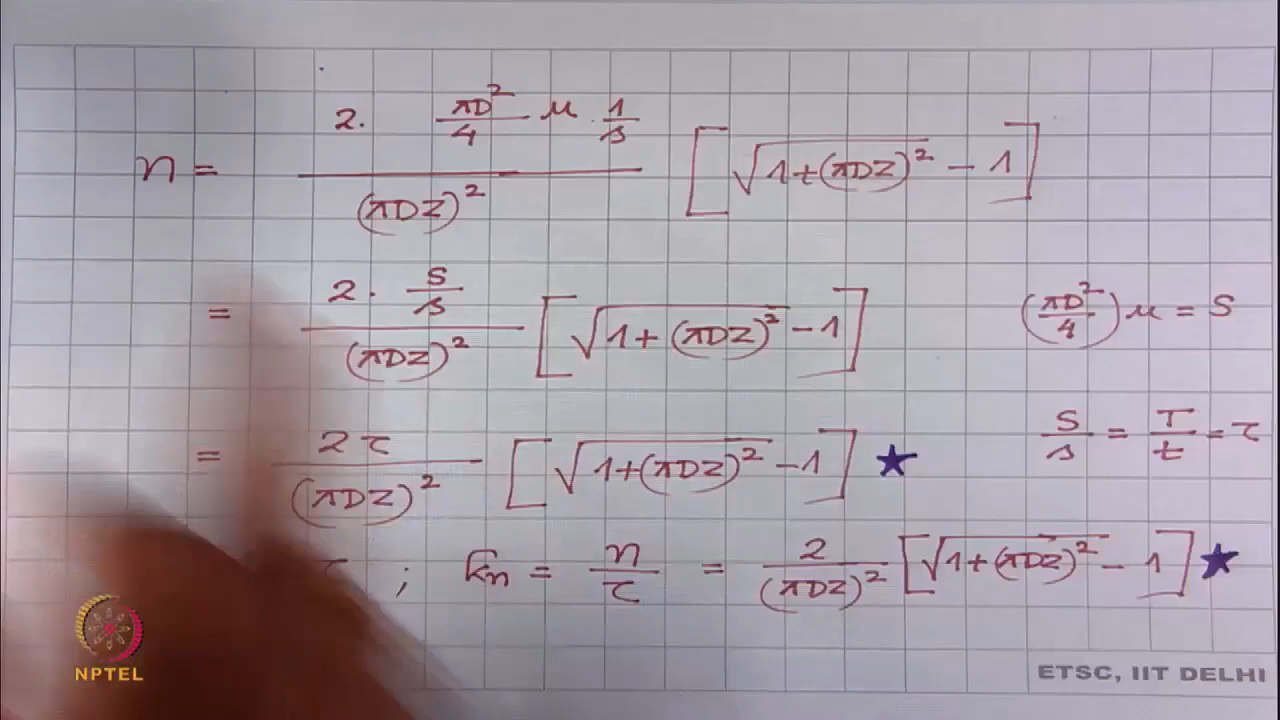 n = 2. πD²/4 μ . 1/s / (πDZ)² [√1+(πDZ)² - 1]
= 2 . S/s / (πDZ)² [√1+(πDZ)² - 1] (πD²/4) μ = S
= 2τ / (πDZ)² [√1+(πDZ)² - 1] ★ S/s = T/t = τ
; kn = n/τ = 2/(πDZ)² [√1+(πDZ)² - 1] ★
NPTEL
ETSC, IIT DELHI